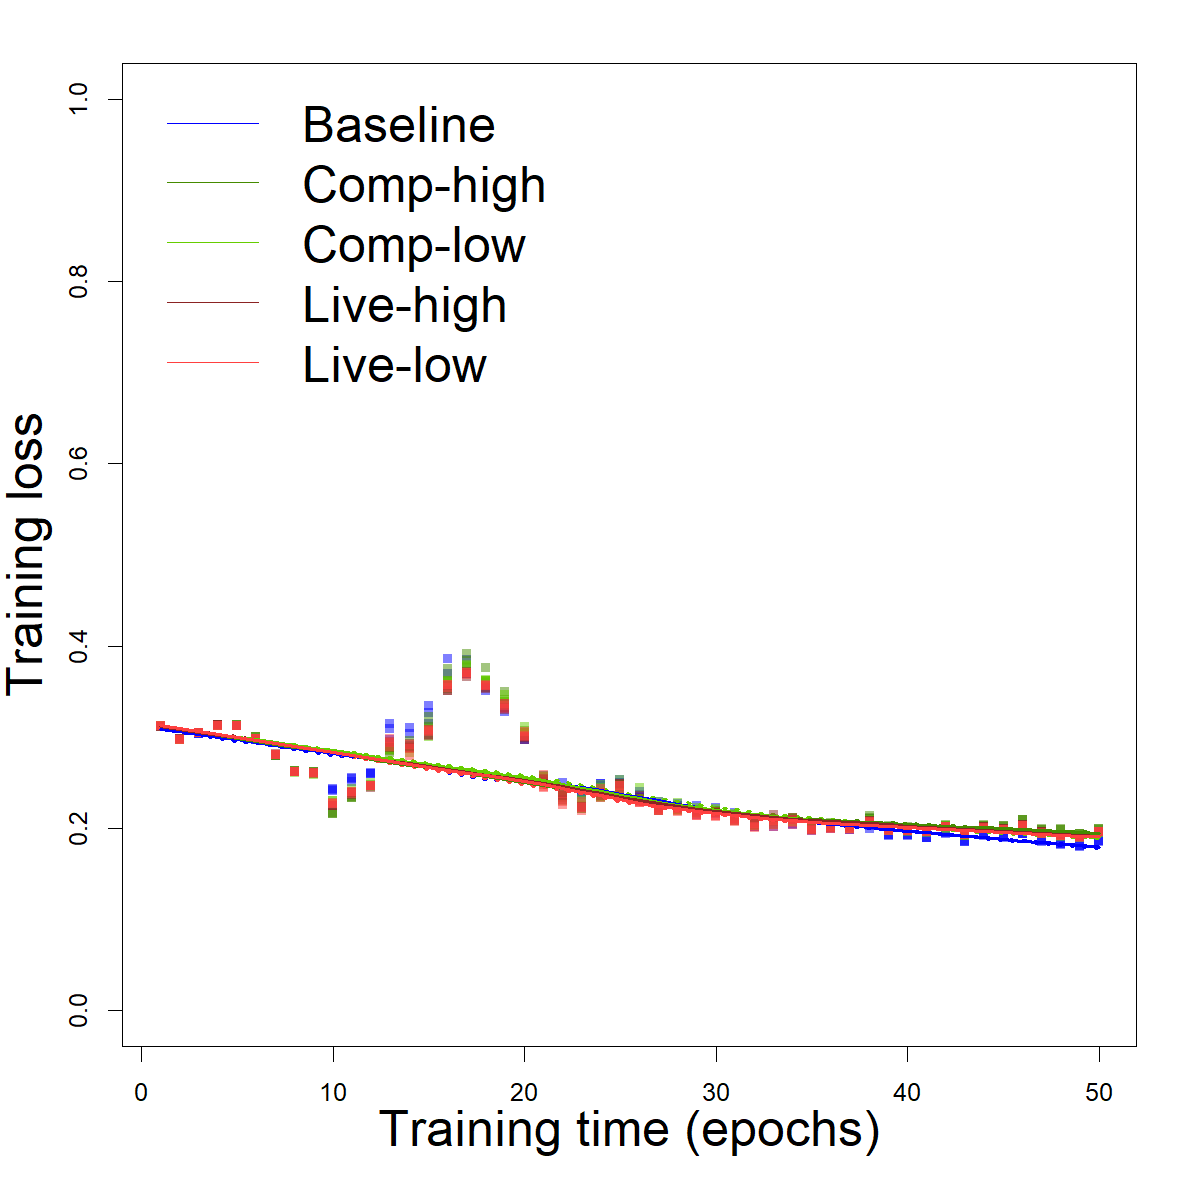 Baseline
Comp-high
Comp-low
Live-high
Live-low
Training loss
1.0
0.8
0.6
0.4
0.2
0.0
0 10 20 30 40 50
Training time (epochs)